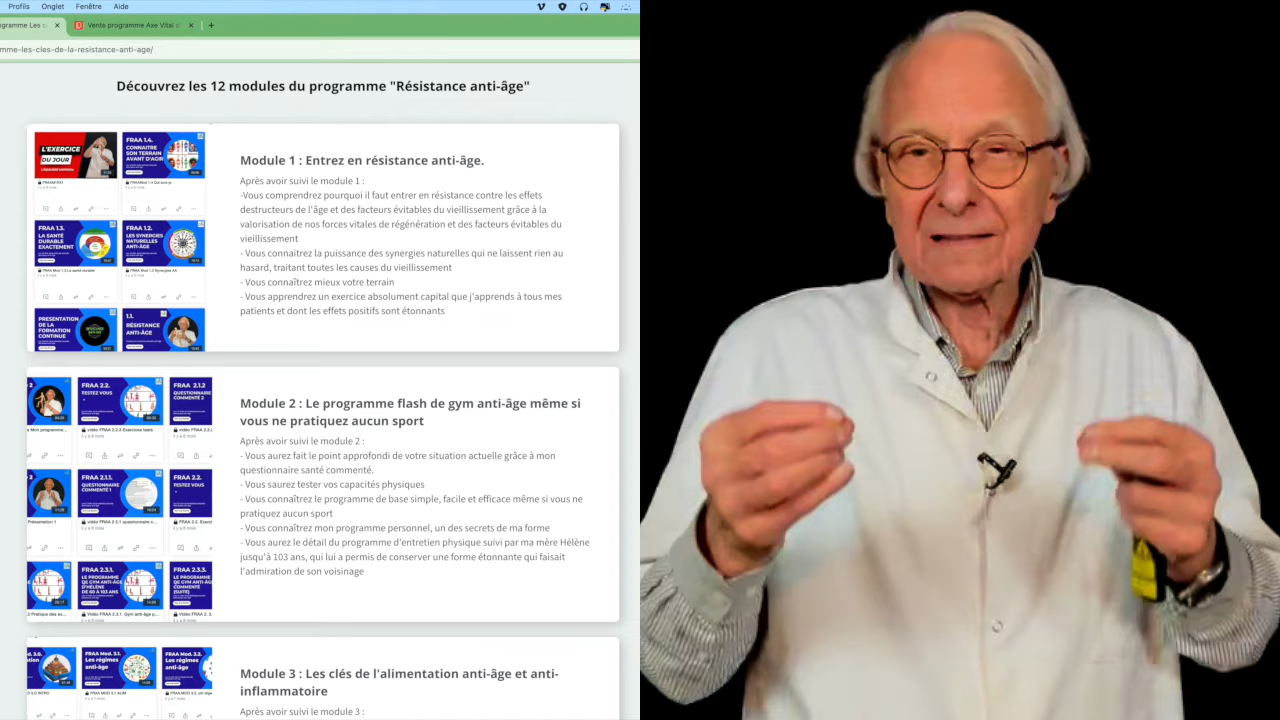 Profils Onglet Fenêtre Aide
ogramme Les Vente programme Axe Vital
mme-les-cles-de-la-resistance-anti-age/
Découvrez les 12 modules du programme "Résistance anti-âge"
L'EXERCICE
DU JOUR
FRAA 1.4.
CONNAITRE
SON TERRAIN
AVANT D'AGIR
FRAA 1.3.
LA SANTÉ
DURABLE
EXACTEMENT
FRAA 1.2.
LES SYNERGIES
NATURELLES
ANTI-ÂGE
PRESENTATION
DE LA
FORMATION
CONTINUE
1.1.
RÉSISTANCE
ANTI-ÂGE
Module 1 : Entrez en résistance anti-âge.
Après avoir suivi le module 1 :
-Vous comprendrez pourquoi il faut entrer en résistance contre les effets
destructeurs de l'âge et des facteurs évitables du vieillissement grâce à la
valorisation de nos forces vitales de régénération et des facteurs évitables du
vieillissement
- Vous connaitrez la puissance des synergies naturelles qui ne laissent rien au
hasard, traitant toutes les causes du vieillissement
- Vous connaîtrez mieux votre terrain
- Vous apprendrez un exercice absolument capital que j'apprends à tous mes
patients et dont les effets positifs sont étonnants
FRAA 2.2.
TESTEZ VOUS
FRAA 2.1.2
QUESTIONNAIRE
COMMENTÉ 2
FRAA 2.1.1.
QUESTIONNAIRE
COMMENTÉ 1
FRAA 2.2.
TESTEZ VOUS
FRAA 2.3.1.
LE PROGRAMME
DE GYM ANTI-ÂGE
D'HÉLÈNE
DE 60 À 103 ANS
FRAA 2.3.3.
LE PROGRAMME
Module 2 : Le programme flash de gym anti-âge même si
vous ne pratiquez aucun sport
Après avoir suivi le module 2 :
- Vous aurez fait le point approfondi de votre situation actuelle grâce à mon
questionnaire santé commenté.
- Vous saurez tester vos capacités physiques
- Vous connaîtrez le programme de base simple, facile et efficace même si vous ne
pratiquez aucun sport
- Vous connaîtrez mon programme personnel, un des secrets de ma forme
- Vous aurez le détail du programme d'entretien physique suivi par ma mère Hélène
jusqu'à 103 ans, qui lui a permis de conserver une forme étonnante qui faisait
l'admiration de son voisinage
FRAA Mod. 3.1.
Les régimes
anti-âge
FRAA Mod. 3.2.
Les régimes
anti-âge
Module 3 : Les clés de l'alimentation anti-âge et anti-
inflammatoire
Après avoir suivi le module 3 :